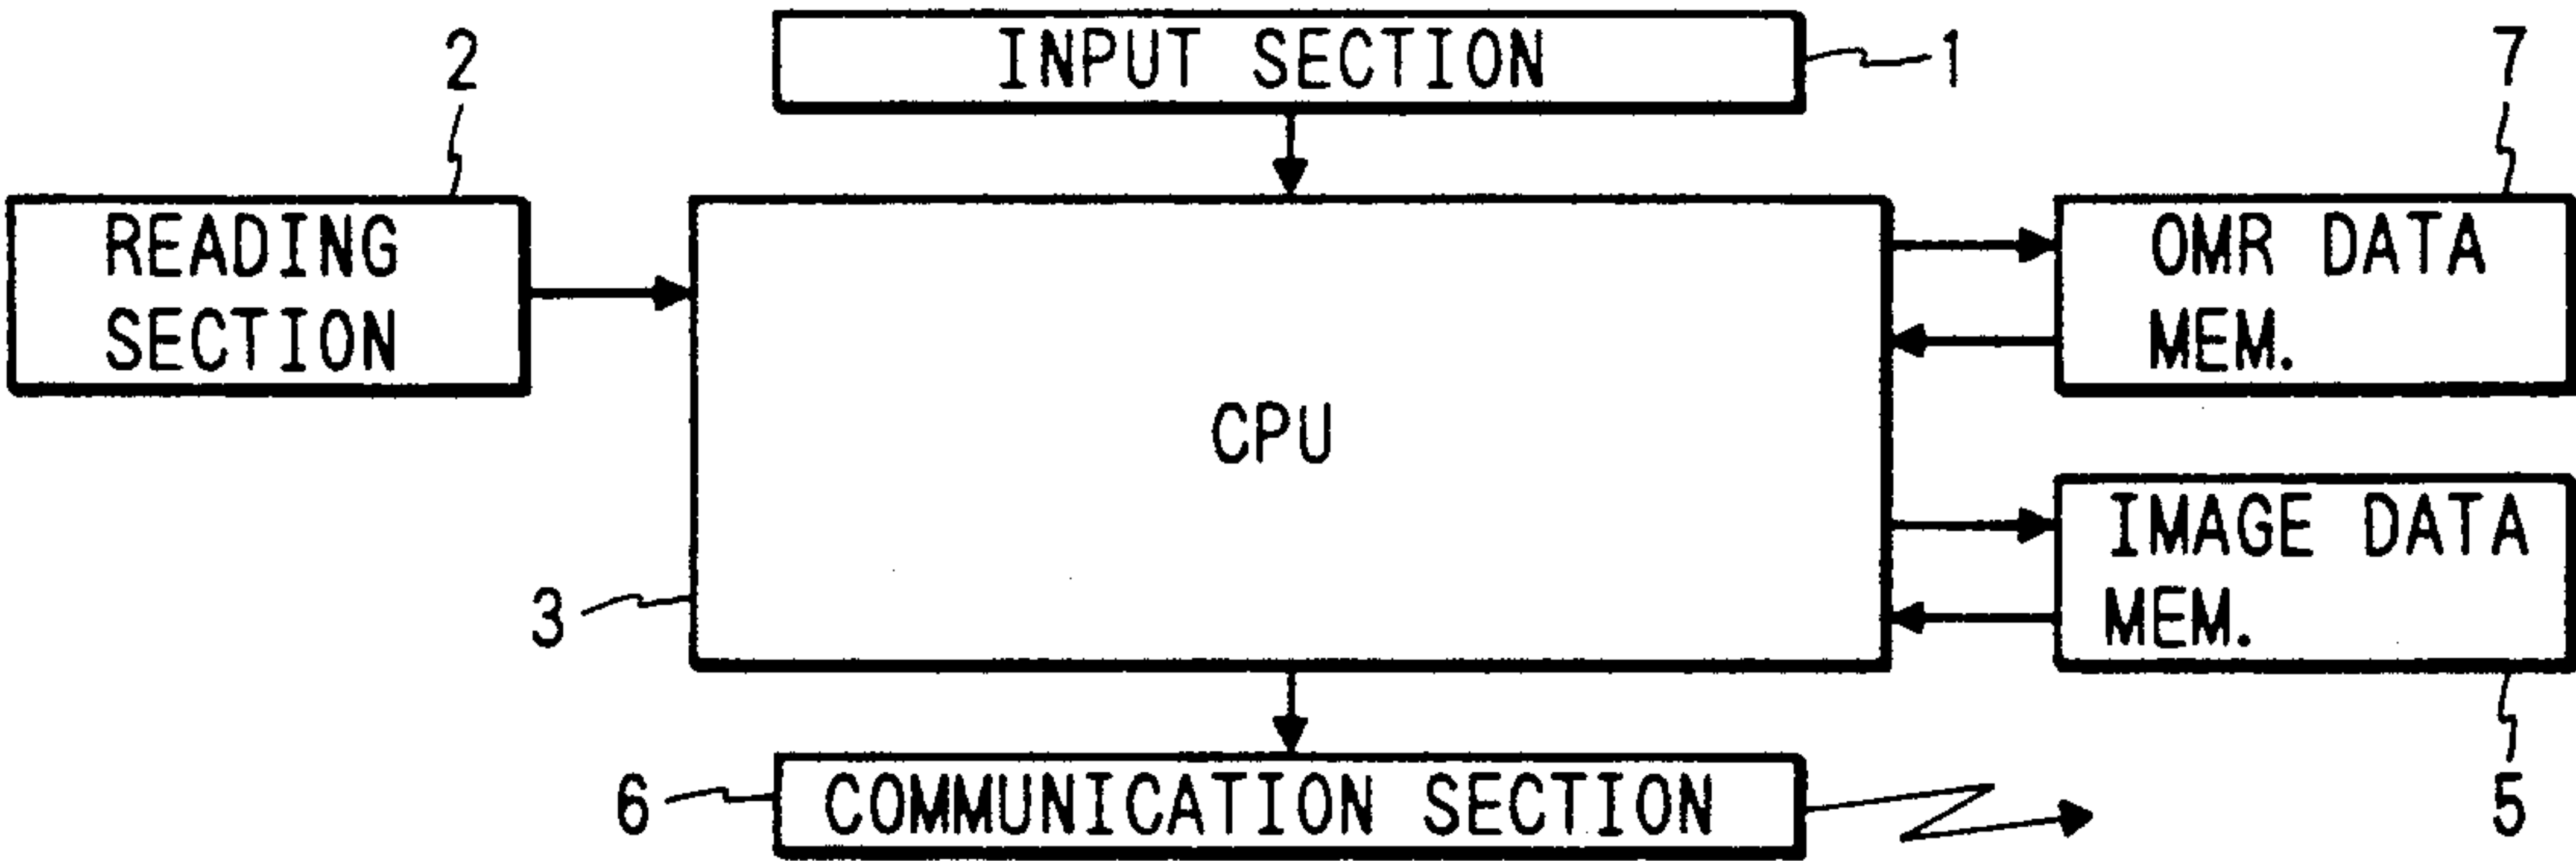 INPUT SECTION
1
2
7
READING
SECTION
OMR DATA
MEM.
CPU
IMAGE DATA
MEM.
3
6
COMMUNICATION SECTION
5